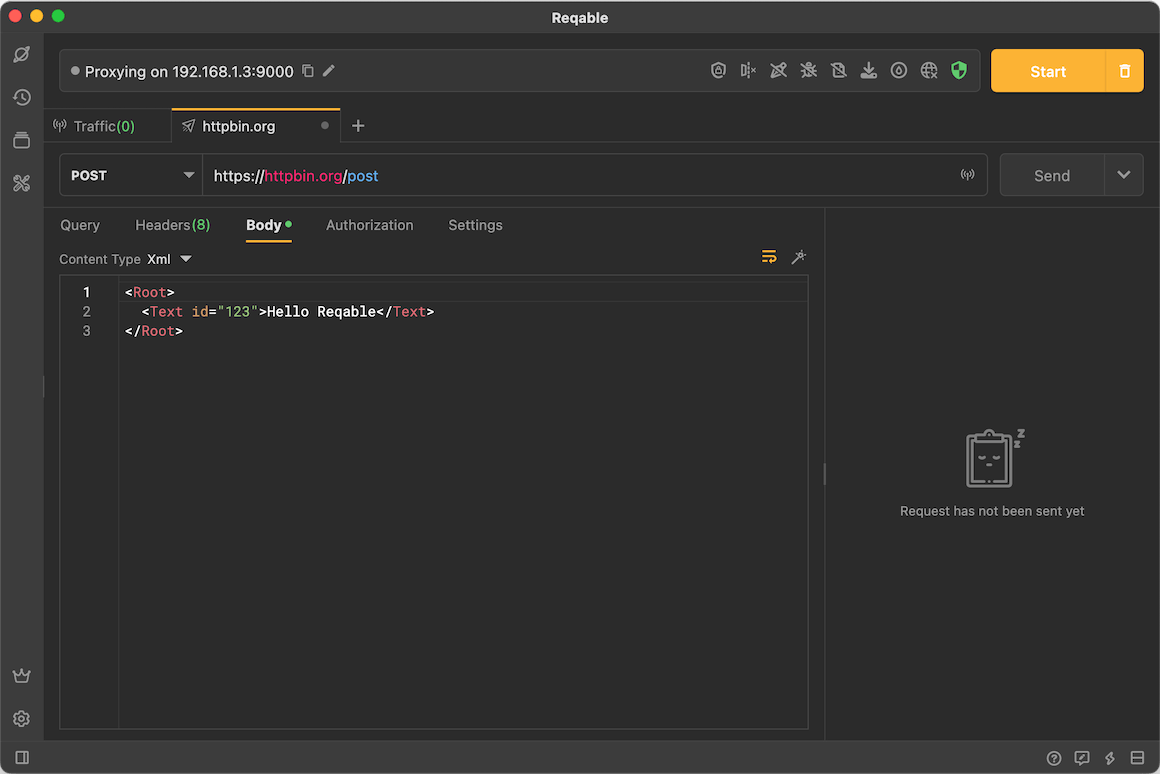 Reqable
Proxying on 192.168.1.3:9000
Start
Traffic(0)
httpbin.org
POST
https://httpbin.org/post
Send
Query
Headers(8)
Body
Authorization
Settings
Content Type Xml
1 <Root>
2 <Text id="123">Hello Reqable</Text>
3 </Root>
z
z
Request has not been sent yet